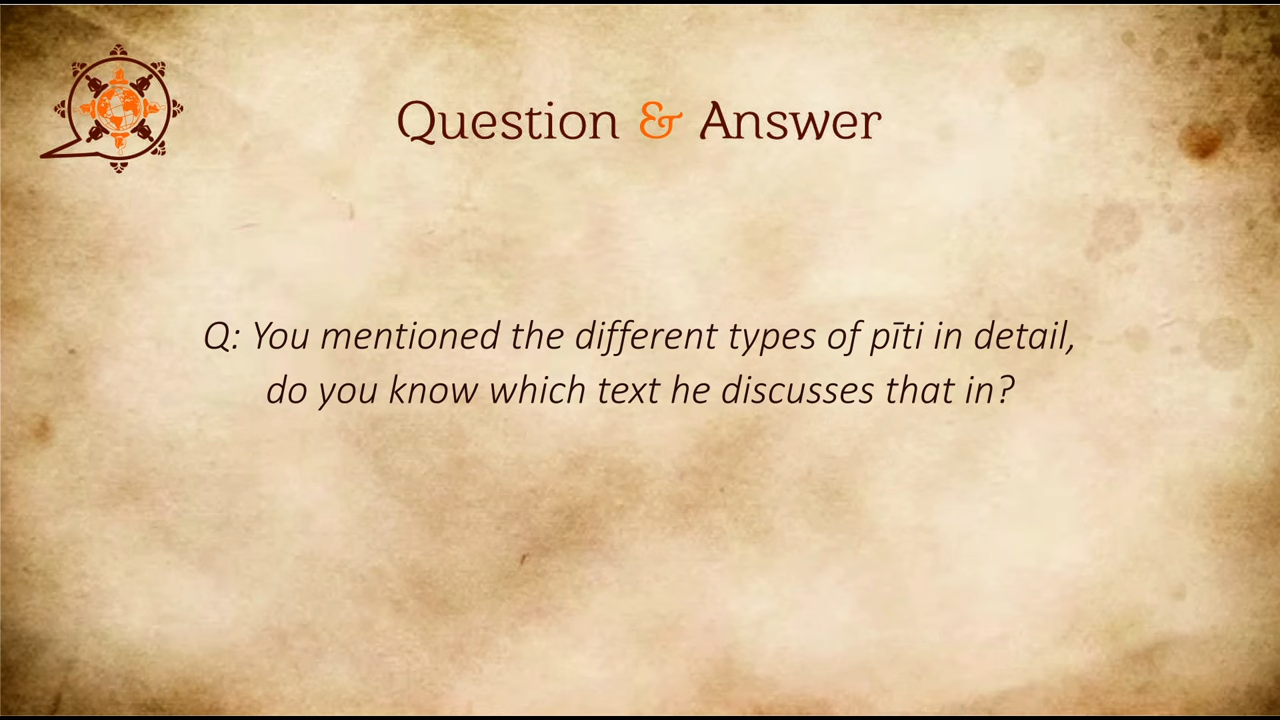 Question & Answer
Q: You mentioned the different types of pīti in detail,
do you know which text he discusses that in?